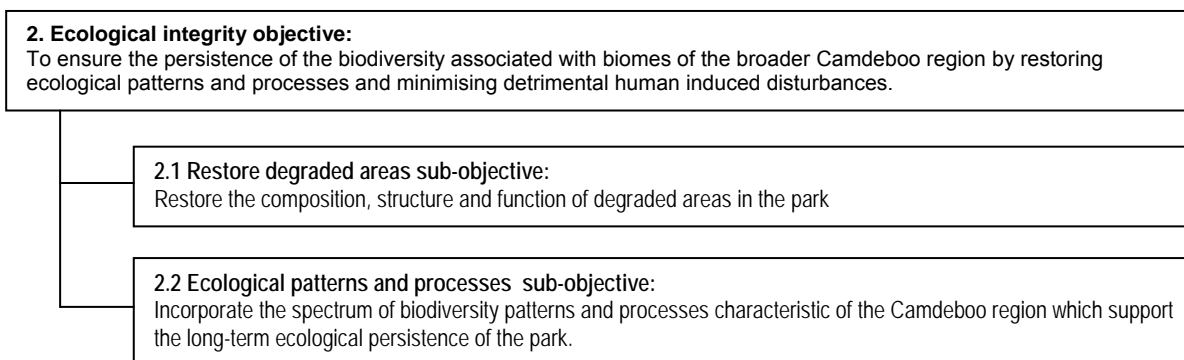 2. Ecological integrity objective:
To ensure the persistence of the biodiversity associated with biomes of the broader Camdeboo region by restoring
ecological patterns and processes and minimising detrimental human induced disturbances.
2.1 Restore degraded areas sub-objective:
Restore the composition, structure and function of degraded areas in the park
2.2 Ecological patterns and processes sub-objective:
Incorporate the spectrum of biodiversity patterns and processes characteristic of the Camdeboo region which support
the long-term ecological persistence of the park.